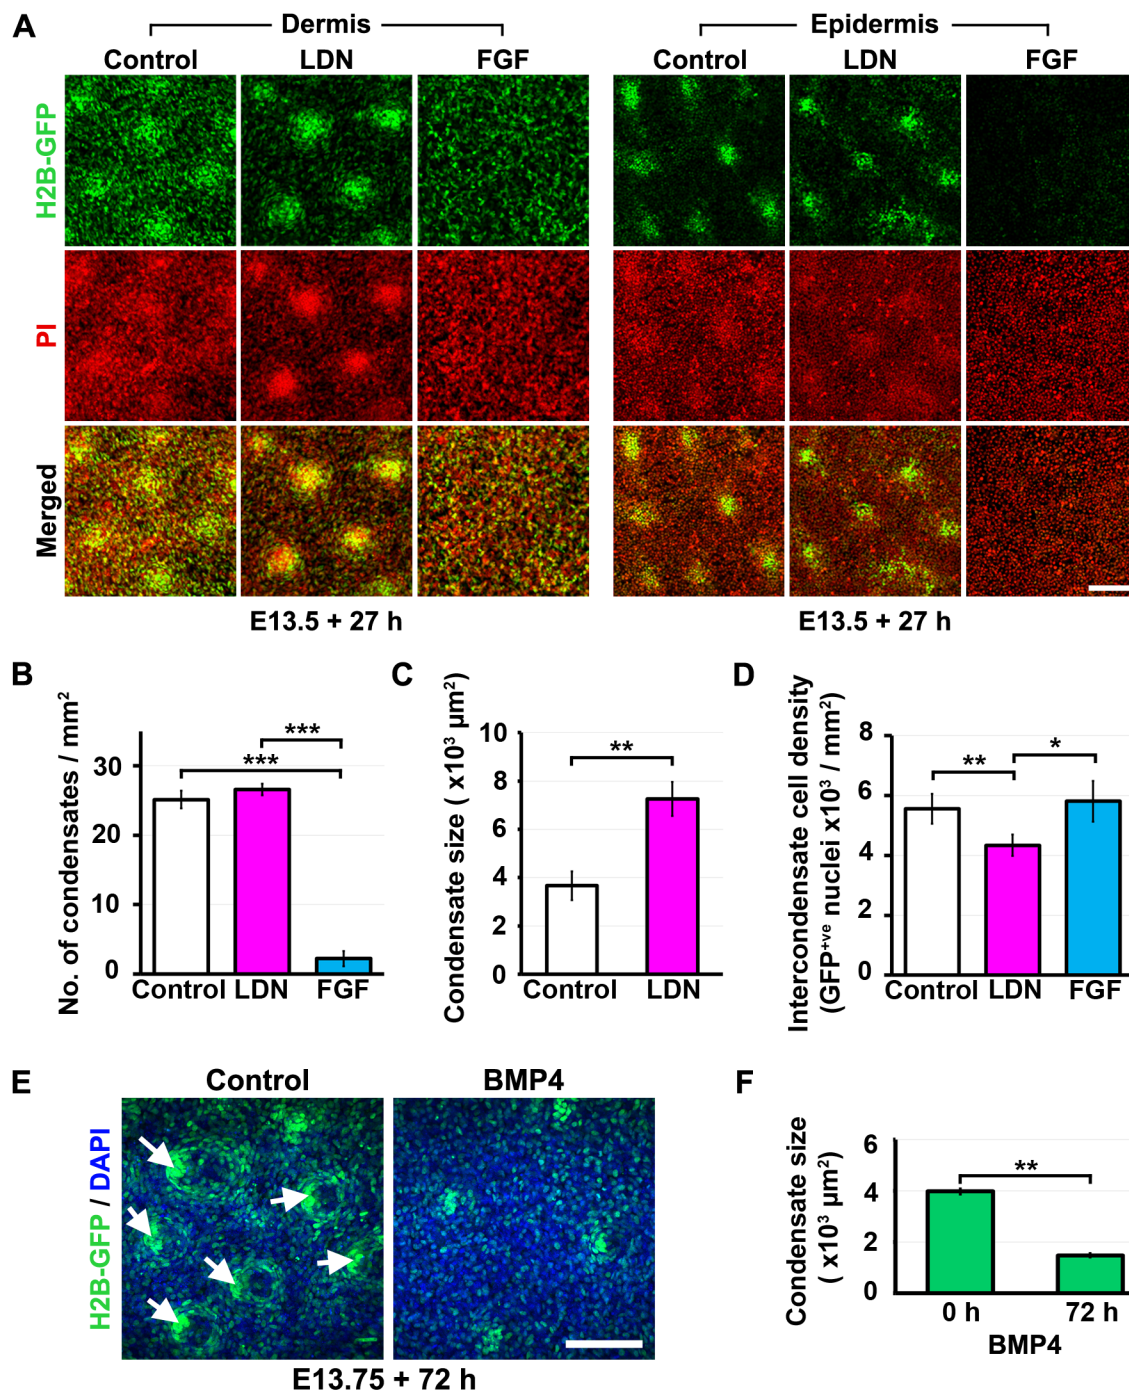 A
Dermis
Epidermis
Control LDN FGF
Control LDN FGF
H2B-GFP
PI
Merged
E13.5 + 27 h
E13.5 + 27 h
B
No. of condensates / mm²
30
20
10
0
***
***
Control LDN FGF
C
Condensate size ( x10³ µm²)
10
8
6
4
2
0
**
Control LDN
D
Intercondensate cell density
(GFP⁺ᵛᵉ nuclei x10³ / mm²)
8
6
4
2
0
**
*
Control LDN FGF
E
Control
BMP4
H2B-GFP / DAPI
E13.75 + 72 h
F
Condensate size
( x10³ µm²)
6
4
2
0
**
0 h 72 h
BMP4